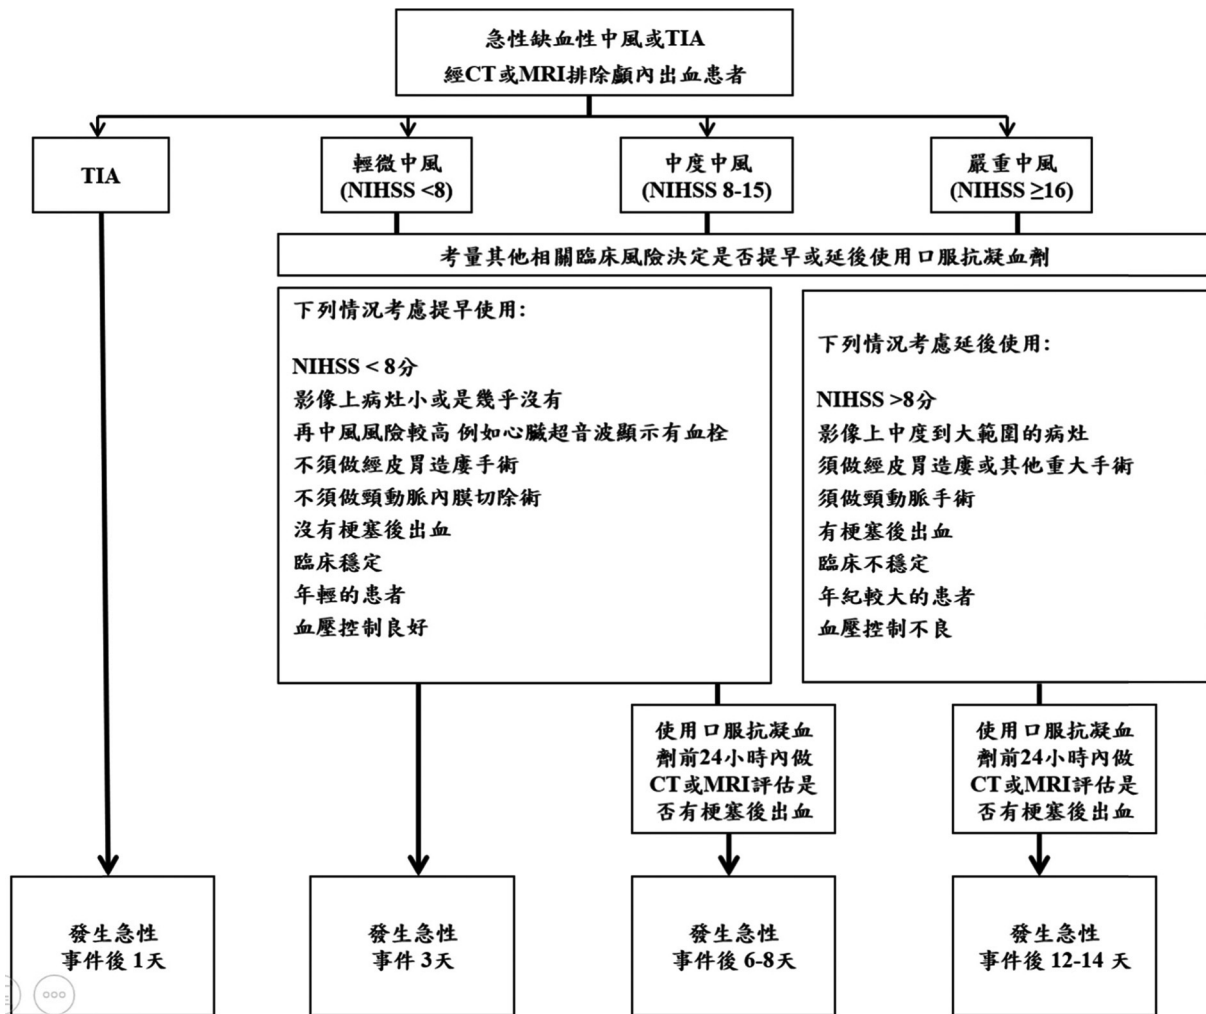 急性缺血性中風或TIA
經CT或MRI排除顱內出血患者
TIA
輕微中風
(NIHSS <8)
中度中風
(NIHSS 8-15)
嚴重中風
(NIHSS ≥16)
考量其他相關臨床風險決定是否提早或延後使用口服抗凝血劑
下列情況考慮提早使用:
NIHSS < 8分
影像上病灶小或是幾乎沒有
再中風風險較高 例如心臟超音波顯示有血栓
不須做經皮胃造廔手術
不須做頸動脈內膜切除術
沒有梗塞後出血
臨床穩定
年輕的患者
血壓控制良好
下列情況考慮延後使用:
NIHSS >8分
影像上中度到大範圍的病灶
須做經皮胃造廔或其他重大手術
須做頸動脈手術
有梗塞後出血
臨床不穩定
年紀較大的患者
血壓控制不良
使用口服抗凝血
劑前24小時內做
CT或MRI評估是
否有梗塞後出血
使用口服抗凝血
劑前24小時內做
CT或MRI評估是
否有梗塞後出血
發生急性
事件後 1天
發生急性
事件 3天
發生急性
事件後 6-8天
發生急性
事件後 12-14 天